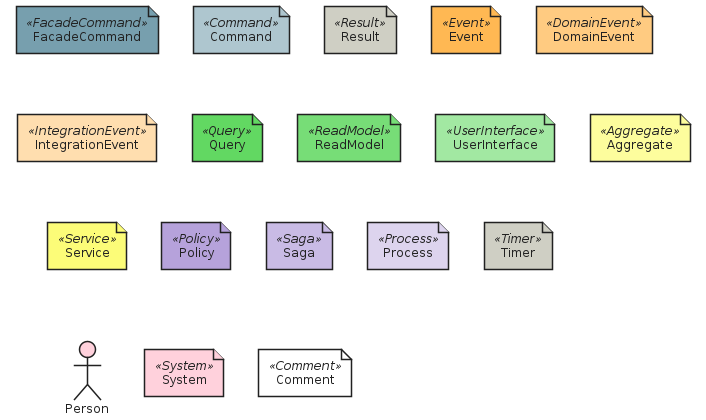 «FacadeCommand»
FacadeCommand
«Command»
Command
«Result»
Result
«Event»
Event
«DomainEvent»
DomainEvent
«IntegrationEvent»
IntegrationEvent
«Query»
Query
«ReadModel»
ReadModel
«UserInterface»
UserInterface
«Aggregate»
Aggregate
«Service»
Service
«Policy»
Policy
«Saga»
Saga
«Process»
Process
«Timer»
Timer
Person
«System»
System
«Comment»
Comment